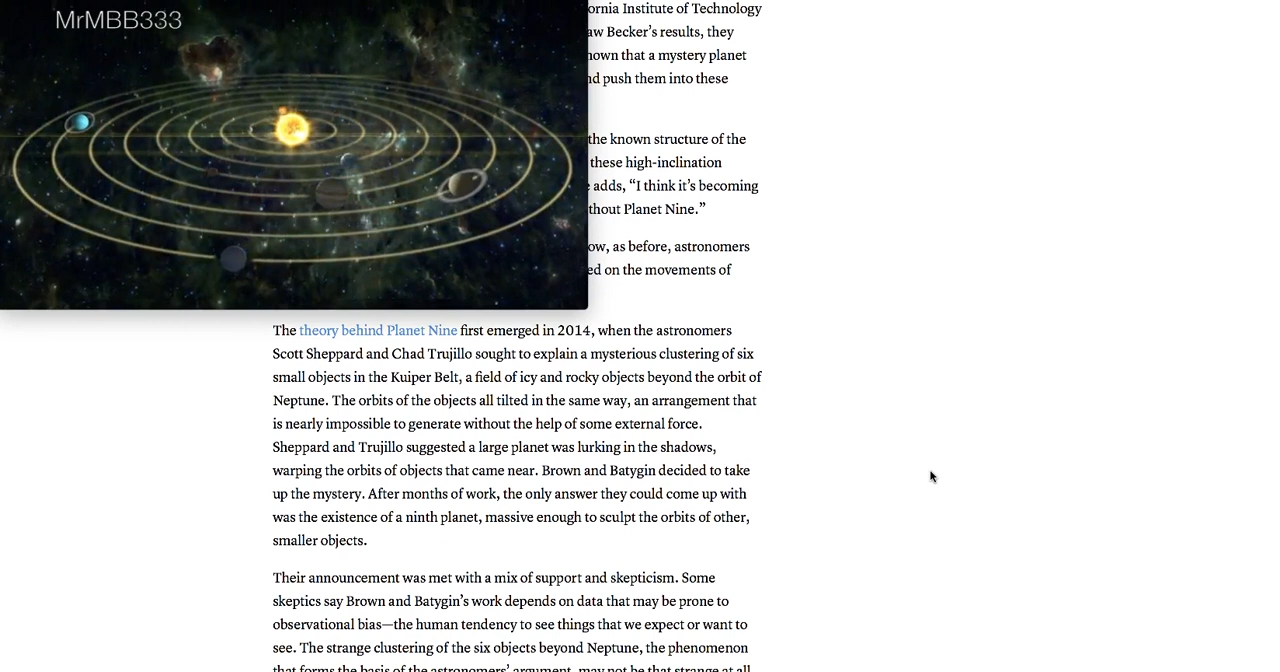 MrMBB333
ornia Institute of Technology
aw Becker’s results, they
nown that a mystery planet
nd push them into these
the known structure of the
these high-inclination
adds, “I think it’s becoming
thout Planet Nine.”
ow, as before, astronomers
ed on the movements of
The theory behind Planet Nine first emerged in 2014, when the astronomers
Scott Sheppard and Chad Trujillo sought to explain a mysterious clustering of six
small objects in the Kuiper Belt, a field of icy and rocky objects beyond the orbit of
Neptune. The orbits of the objects all tilted in the same way, an arrangement that
is nearly impossible to generate without the help of some external force.
Sheppard and Trujillo suggested a large planet was lurking in the shadows,
warping the orbits of objects that came near. Brown and Batygin decided to take
up the mystery. After months of work, the only answer they could come up with
was the existence of a ninth planet, massive enough to sculpt the orbits of other,
smaller objects.
Their announcement was met with a mix of support and skepticism. Some
skeptics say Brown and Batygin’s work depends on data that may be prone to
observational bias—the human tendency to see things that we expect or want to
see. The strange clustering of the six objects beyond Neptune, the phenomenon
that forms the basis of the astronomers’ argument, may not be that strange at all